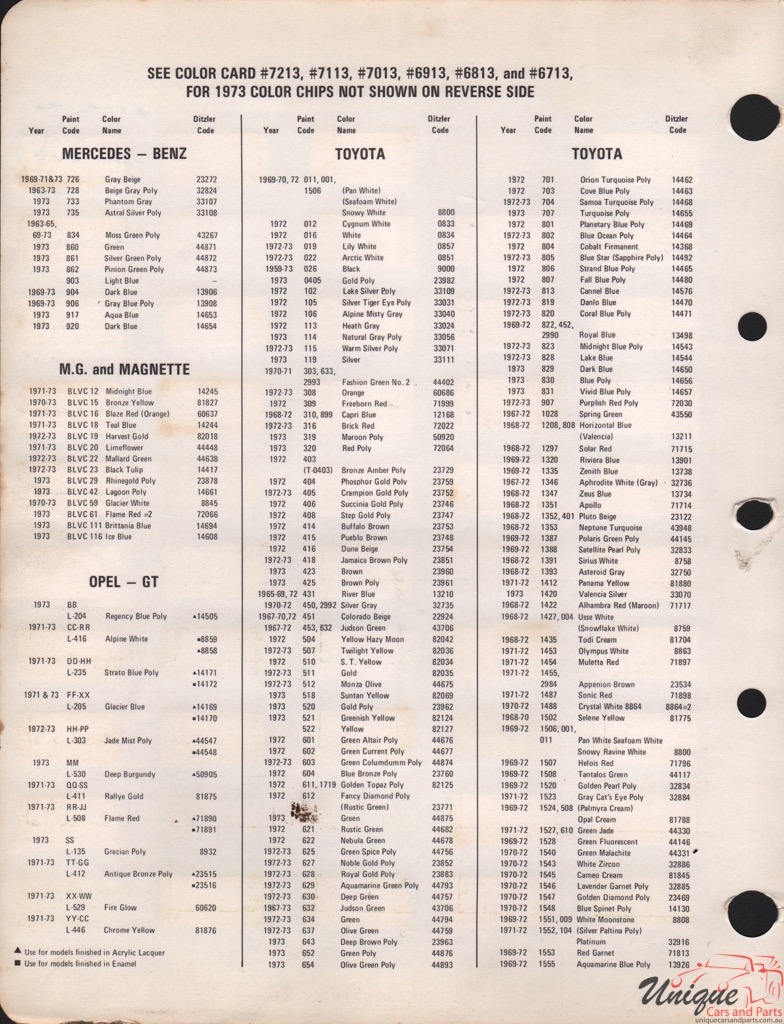 SEE COLOR CARD #7213, #7113, #7013, #6913, #6813, and #6713,
FOR 1973 COLOR CHIPS NOT SHOWN ON REVERSE SIDE
Year Paint Code Color Name Ditzler Code
MERCEDES – BENZ
1969-71&73 726 Gray Beige 23272
1963-73 728 Beige Gray Poly 32824
1973 733 Phantom Gray 33107
1973 735 Astral Silver Poly 33108
1963-65,
69-73 834 Moss Green Poly 43267
1973 860 Green 44871
1973 861 Silver Green Poly 44872
1973 862 Pinion Green Poly 44873
903 Light Blue –
1969-73 904 Dark Blue 13906
1969-73 906 Gray Blue Poly 13908
1973 917 Aqua Blue 14653
1973 920 Dark Blue 14654
M.G. and MAGNETTE
1971-73 BLVC 12 Midnight Blue 14245
1970-73 BLVC 15 Bronze Yellow 81827
1971-73 BLVC 16 Blaze Red (Orange) 60637
1971-73 BLVC 18 Teal Blue 14244
1972-73 BLVC 19 Harvest Gold 82018
1971-73 BLVC 20 Limeflower 44448
1972-73 BLVC 22 Mallard Green 44638
1972-73 BLVC 23 Black Tulip 14417
1973 BLVC 29 Rhinegold Poly 23878
1973 BLVC 42 Lagoon Poly 14661
1970-73 BLVC 59 Glacier White 8845
1973 BLVC 61 Flame Red #2 72066
1973 BLVC 111 Brittania Blue 14694
1973 BLVC 116 Ice Blue 14608
OPEL – GT
1973 BB
L-204 Regency Blue Poly ▲14505
1971-73 CC-RR
L-416 Alpine White ■8859
▲8858
1971-73 DD-HH
L-235 Strato Blue Poly ▲14171
■14172
1971 & 73 FF-XX
L-205 Glacier Blue ▲14169
■14170
1972-73 HH-PP
L-303 Jade Mist Poly ▲44547
■44548
1973 MM
L-530 Deep Burgundy ▲50905
1971-73 QQ-SS
L-411 Rallye Gold 81875
1971-73 RR-JJ
L-508 Flame Red ▲71890
■71891
1973 SS
L-135 Grecian Poly 8932
1971-73 TT-GG
L-412 Antique Bronze Poly ▲23515
■23516
1971-73 XX-WW
L-529 Fire Glow 60620
1971-73 YY-CC
L-446 Chrome Yellow 81876
▲ Use for models finished in Acrylic Lacquer
■ Use for models finished in Enamel
Year Paint Code Color Name Ditzler Code
TOYOTA
1969-70, 72 011, 001,
1506 (Pan White)
(Seafoam White)
Snowy White 8800
1972 012 Cygnum White 0833
1972 016 White 0834
1972-73 019 Lily White 0857
1972-73 022 Arctic White 0851
1959-73 026 Black 9000
1973 0405 Gold Poly 23982
1972 102 Lake Silver Poly 33109
1972 105 Silver Tiger Eye Poly 33031
1972 106 Alpine Misty Gray 33040
1972 113 Heath Gray 33024
1973 114 Natural Gray Poly 33056
1972-73 115 Warm Silver Poly 33071
1973 119 Silver 33111
1970-71 303, 633,
2993 Fashion Green No. 2 44402
1972-73 308 Orange 60686
1972 309 Freeborn Red 71999
1968-72 310, 899 Capri Blue 12168
1972-73 316 Brick Red 72022
1973 319 Maroon Poly 50920
1973 320 Red Poly 72064
1972 403
(T-0403) Bronze Amber Poly 23729
1972 404 Phosphor Gold Poly 23759
1972-73 405 Crampion Gold Poly 23752
1972 406 Succinia Gold Poly 23746
1972-73 408 Stop Gold Poly 23747
1972 414 Buffalo Brown 23753
1972 415 Pueblo Brown 23748
1972 416 Dune Beige 23754
1972-73 418 Jamaica Brown Poly 23851
1973 423 Brown 23960
1973 425 Brown Poly 23961
1965-69, 72 431 River Blue 13210
1970-72 450, 2992 Silver Gray 32735
1967-70,72 451 Colorado Beige 22924
1967-72 453, 632 Judson Green 43706
1972 504 Yellow Hazy Moon 82042
1972-73 507 Twilight Yellow 82036
1972 510 S. T. Yellow 82034
1972-73 511 Gold 82035
1972-73 512 Monza Olive 44675
1973 518 Suntan Yellow 82069
1973 520 Gold Poly 23962
1973 521 Greenish Yellow 82124
522 Yellow 82127
1972 601 Green Altair Poly 44676
1972 602 Green Current Poly 44677
1972-73 603 Green Columdumm Poly 44874
1972 604 Blue Bronze Poly 23760
1972 611, 1719 Golden Topaz Poly 82125
1972 612 Fancy Diamond Poly
(Rustic Green) 23771
1973 Green 44875
1972 621 Rustic Green 44682
1972 622 Nebula Green 44678
1972-73 625 Green Spice Poly 44756
1972-73 627 Noble Gold Poly 23852
1972-73 628 Royal Gold Poly 23883
1972-73 629 Aquamarine Green Poly 44793
1972-73 630 Deep Green 44757
1967-73 632 Judson Green 43706
1972-73 634 Green 44794
1972-73 637 Olive Green 44759
1973 643 Deep Brown Poly 23963
1973 652 Green Poly 44876
1973 654 Olive Green Poly 44893
Year Paint Code Color Name Ditzler Code
TOYOTA
1972 701 Orion Turquoise Poly 14462
1972 703 Cove Blue Poly 14463
1972-73 704 Samoa Turquoise Poly 14468
1973 707 Turquoise Poly 14655
1972 801 Planetary Blue Poly 14469
1972-73 802 Blue Ocean Poly 14464
1972 804 Cobalt Firmanent 14368
1972-73 805 Blue Star (Sapphire Poly) 14492
1972 806 Strand Blue Poly 14465
1972 807 Fall Blue Poly 14480
1972-73 813 Cannel Blue 14576
1972-73 819 Danlo Blue 14470
1972-73 820 Coral Blue Poly 14471
1969-72 822, 452,
2990 Royal Blue 13498
1972-73 823 Midnight Blue Poly 14543
1972-73 828 Lake Blue 14544
1973 829 Dark Blue 14650
1973 830 Blue Poly 14656
1973 831 Vivid Blue Poly 14657
1972-73 907 Purplish Red Poly 72030
1967-72 1028 Spring Green 43550
1968-72 1208, 808 Horizontal Blue
(Valencia) 13211
1968-72 1297 Solar Red 71715
1969-72 1320 Riviera Blue 13901
1969-72 1335 Zenith Blue 13738
1967-72 1346 Aphrodite White (Gray) 32736
1968-72 1347 Zeus Blue 13734
1968-72 1351 Apollo 71714
1968-72 1352, 401 Pluto Beige 23122
1968-72 1353 Neptune Turquoise 43948
1969-72 1387 Polaris Green Poly 44145
1969-72 1388 Satellite Pearl Poly 32833
1968-72 1391 Sirius White 8758
1968-72 1393 Asteroid Gray 32750
1971-72 1412 Panama Yellow 81880
1973 1420 Valencia Silver 33070
1968-72 1422 Alhambra Red (Maroon) 71717
1968-72 1427, 004 Usse White
(Snowflake White) 8759
1968-72 1435 Todi Cream 81704
1971-72 1453 Olympus White 8863
1971-72 1454 Muletta Red 71897
1971-72 1455,
2984 Appenion Brown 23534
1971-72 1487 Sonic Red 71898
1970-72 1488 Crystal White 8864 8864#2
1968-70 1502 Selene Yellow 81775
1969-72 1506, 001,
011 Pan White Seafoam White
Snowy Ravine White 8800
1969-72 1507 Helois Red 71796
1969-72 1508 Tantalos Green 44117
1969-72 1520 Golden Pearl Poly 32834
1971-72 1523 Gray Cat's Eye Poly 32884
1969-72 1524, 508 (Palmyra Cream)
Opal Cream 81788
1971-72 1527, 610 Green Jade 44330
1969-72 1528 Green Fluorescent 44146
1970-72 1540 Green Malachite 44331
1970-72 1543 White Zircon 32886
1970-72 1545 Cameo Cream 81845
1970-72 1546 Lavender Garnet Poly 32885
1970-72 1547 Golden Diamond Poly 23469
1970-72 1548 Blue Spinet Poly 14130
1969-72 1551, 009 White Moonstone 8808
1971-72 1552, 104 (Silver Paltina Poly)
Platinum 32916
1969-72 1553 Red Garnet 71813
1969-72 1555 Aquamarine Blue Poly 13926
Unique
Cars and Parts
uniquecarsandparts.com.au